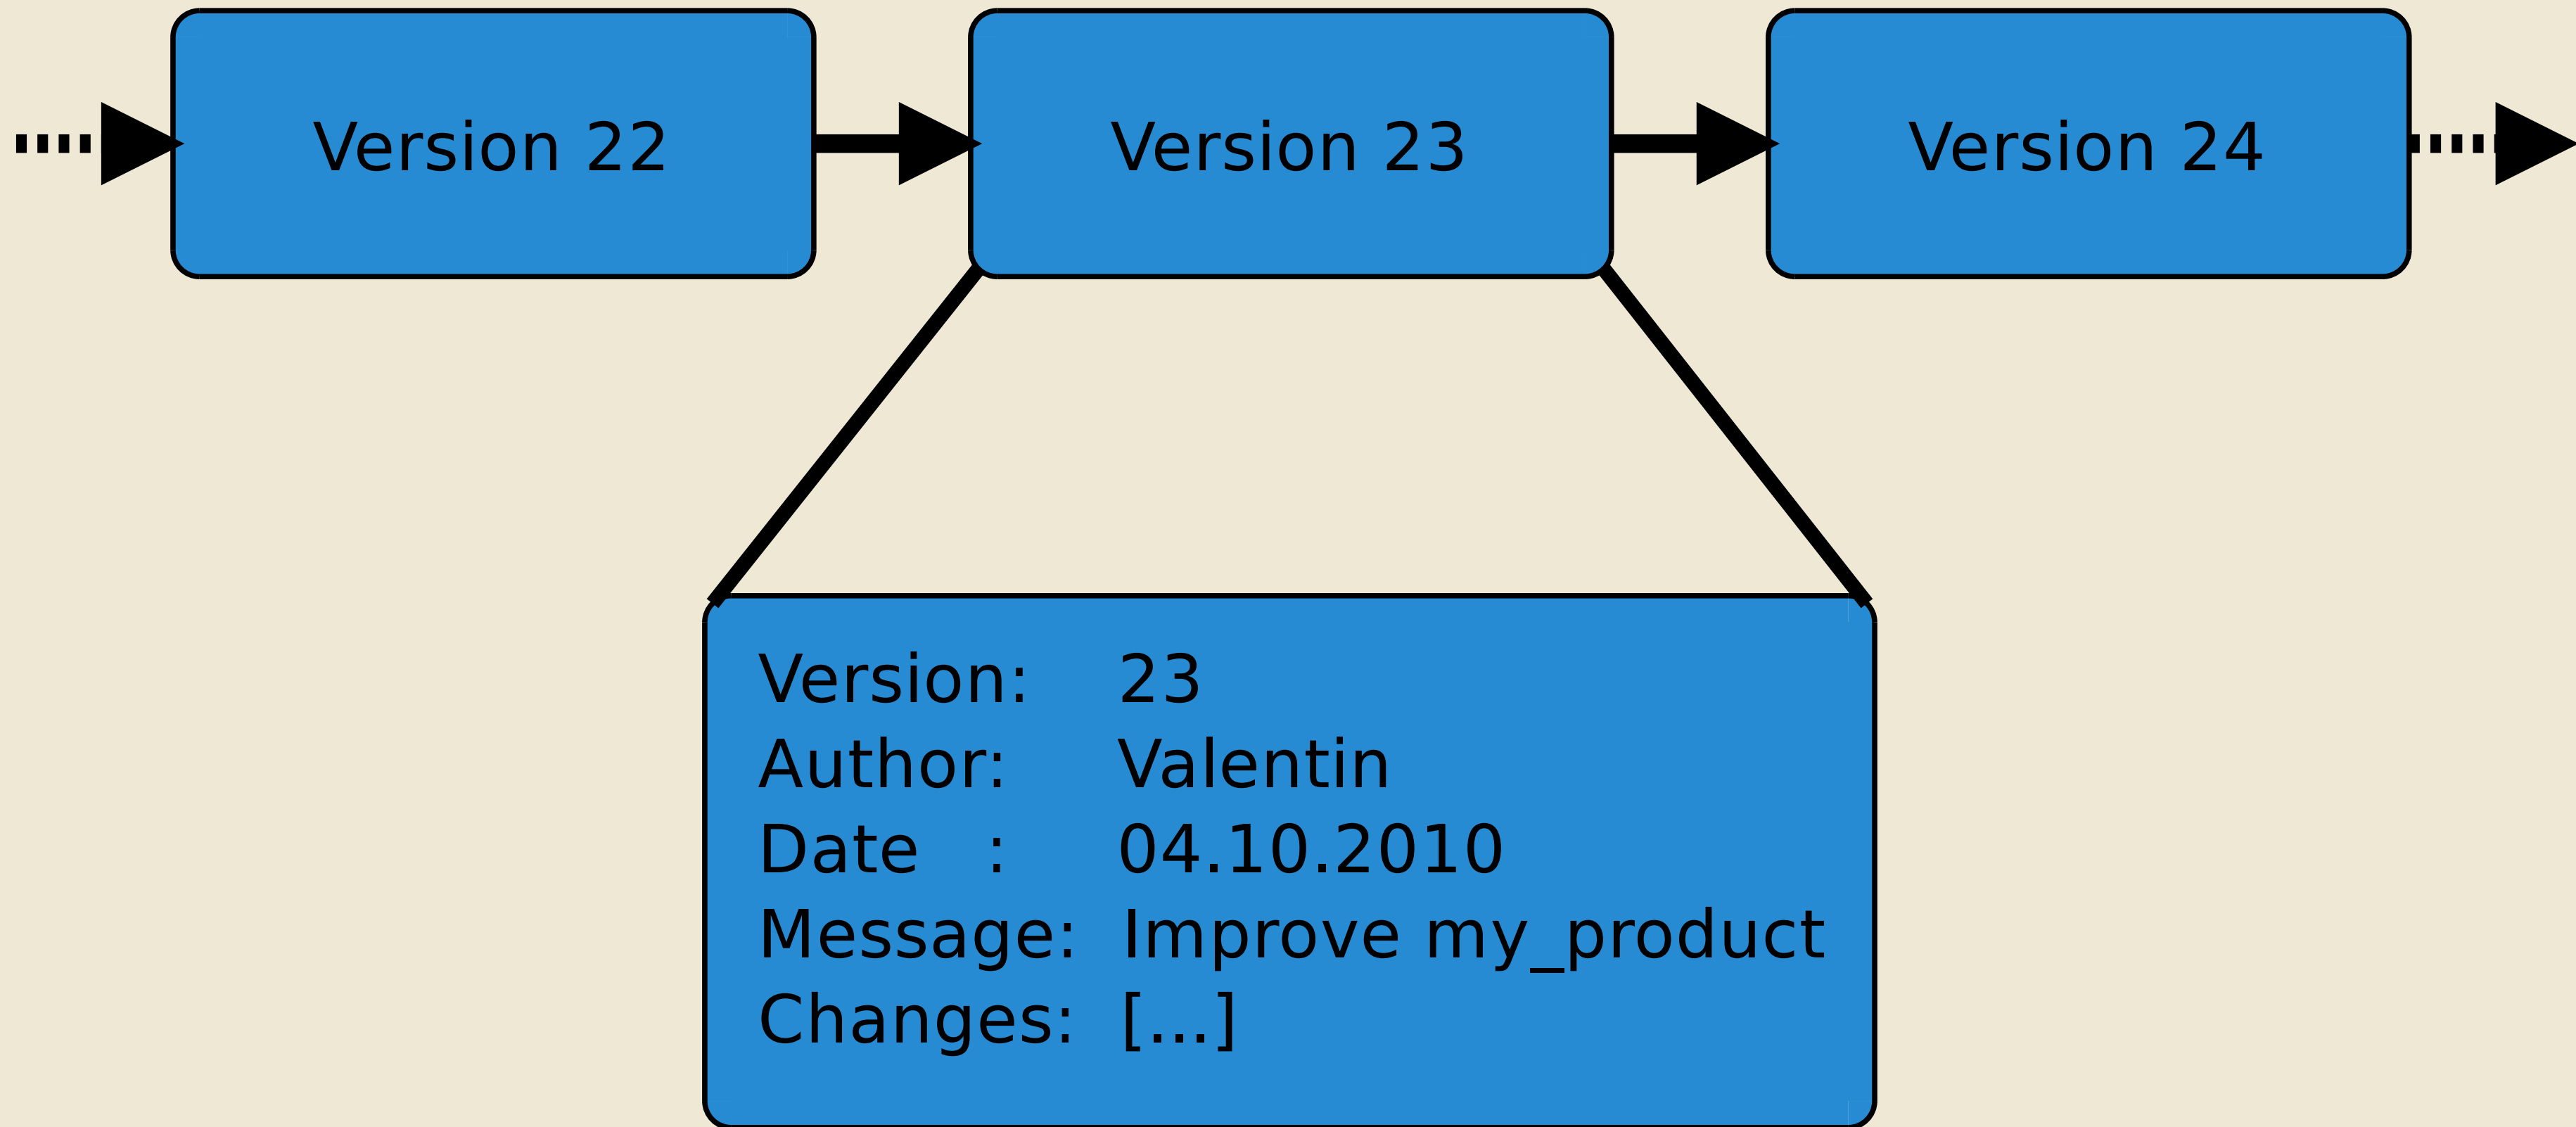 Version 22
Version 23
Version 24
Version: 23
Author: Valentin
Date : 04.10.2010
Message: Improve my_product
Changes: [...]